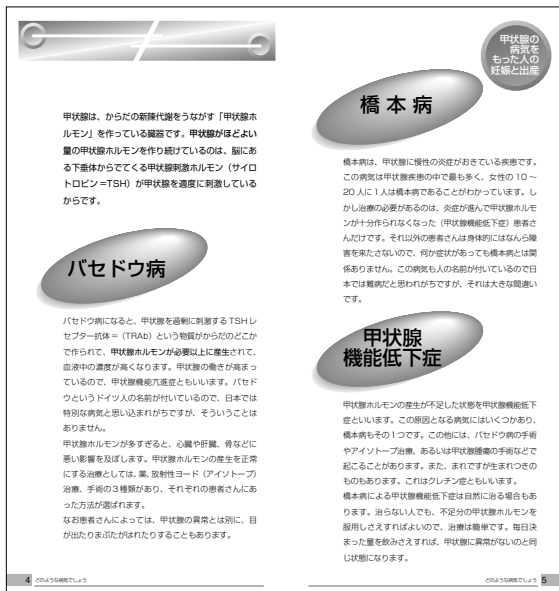 甲状腺は、からだの新陳代謝をうながす「甲状腺ホ
ルモン」を作っている臓器です。甲状腺がほどよい
量の甲状腺ホルモンを作り続けているのは、脳にあ
る下垂体からでてくる甲状腺刺激ホルモン（サイロ
トロピン=TSH）が甲状腺を適度に刺激している
からです。
バセドウ病
バセドウ病になると、甲状腺を過剰に刺激する TSH レ
セプター抗体＝（TRAb）という物質がからだのどこか
で作られて、甲状腺ホルモンが必要以上に産生されて、
血液中の濃度が高くなります。甲状腺の働きが高まっ
ているので、甲状腺機能亢進症ともいいます。バセド
ウというドイツ人の名前が付いているので、日本では
特別な病気と思い込まれがちですが、そういうことは
ありません。
甲状腺ホルモンが多すぎると、心臓や肝臓、骨などに
悪い影響を及ぼします。甲状腺ホルモンの産生を正常
にする治療としては、薬、放射性ヨード（アイソトープ）
治療、手術の３種類があり、それぞれの患者さんにあ
った方法が選ばれます。
なお患者さんによっては、甲状腺の異常とは別に、目
が出たりまぶたがはれたりすることもあります。
4 どのような病気でしょう
甲状腺の
病気を
もった人の
妊娠と出産
橋本病
橋本病は、甲状腺に慢性の炎症がおきている疾患です。
この病気は甲状腺疾患の中で最も多く、女性の 10 〜
20 人に１人は橋本病であることがわかっています。し
かし治療の必要があるのは、炎症が進んで甲状腺ホルモ
ンが十分作られなくなった（甲状腺機能低下症）患者さ
んだけです。それ以外の患者さんは身体的にはなんら障
害を来たさないので、何か症状があっても橋本病とは関
係ありません。この病気も人の名前が付いているので日
本では難病だと思われがちですが、それは大きな間違い
です。
甲状腺
機能低下症
甲状腺ホルモンの産生が不足した状態を甲状腺機能低下
症といいます。この原因となる病気にはいくつかあり、
橋本病もその１つです。この他には、バセドウ病の手術
やアイソトープ治療、あるいは甲状腺腫瘍の手術などで
起こることがあります。また、まれですが生まれつきの
ものもあります。これはクレチン症ともいいます。
橋本病による甲状腺機能低下症は自然に治る場合もあ
ります。治らない人でも、不足分の甲状腺ホルモンを
服用しさえすればよいので、治療は簡単です。毎日決
まった量を飲みさえすれば、甲状腺に異常がないのと同
じ状態になります。
どのような病気でしょう 5